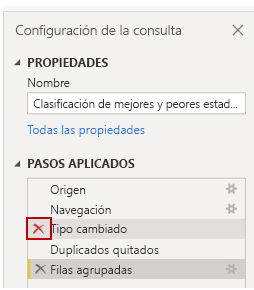 Configuración de la consulta
PROPIEDADES
Nombre
Clasificación de mejores y peores estad...
Todas las propiedades
PASOS APLICADOS
Origen
Navegación
Tipo cambiado
Duplicados quitados
Filas agrupadas